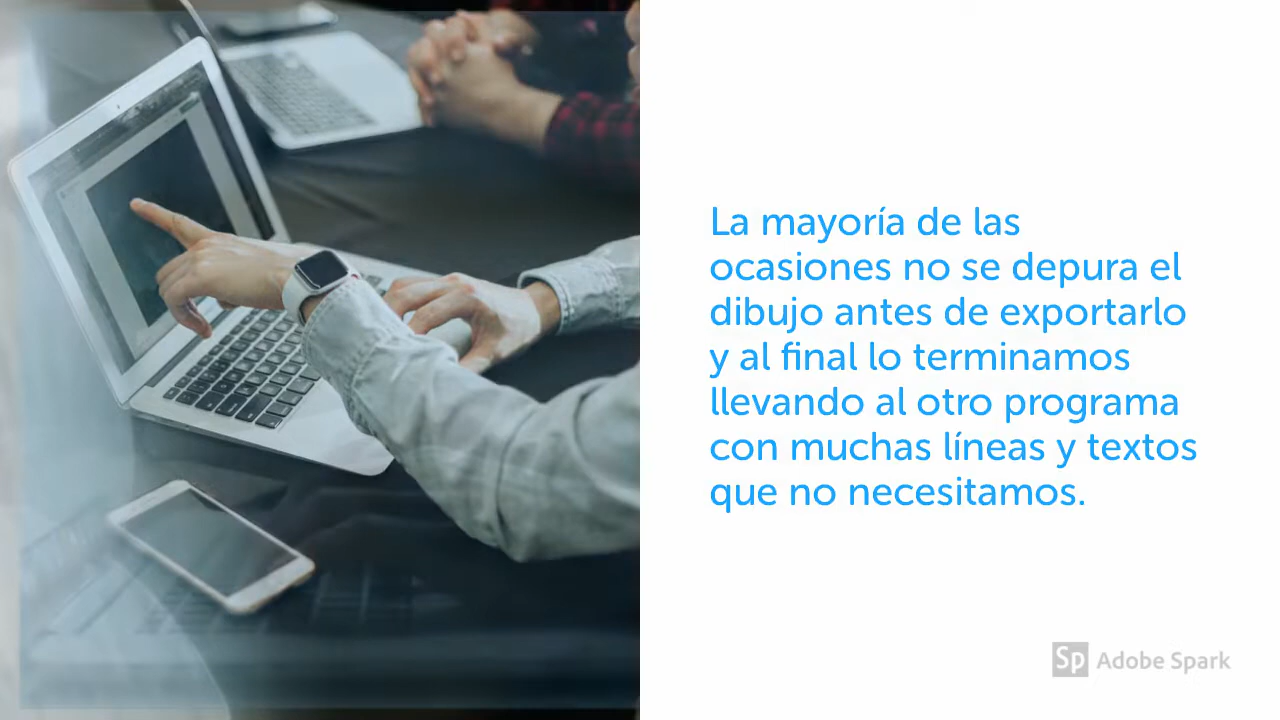 La mayoría de las
ocasiones no se depura el
dibujo antes de exportarlo
y al final lo terminamos
llevando al otro programa
con muchas líneas y textos
que no necesitamos.
Sp Adobe Spark